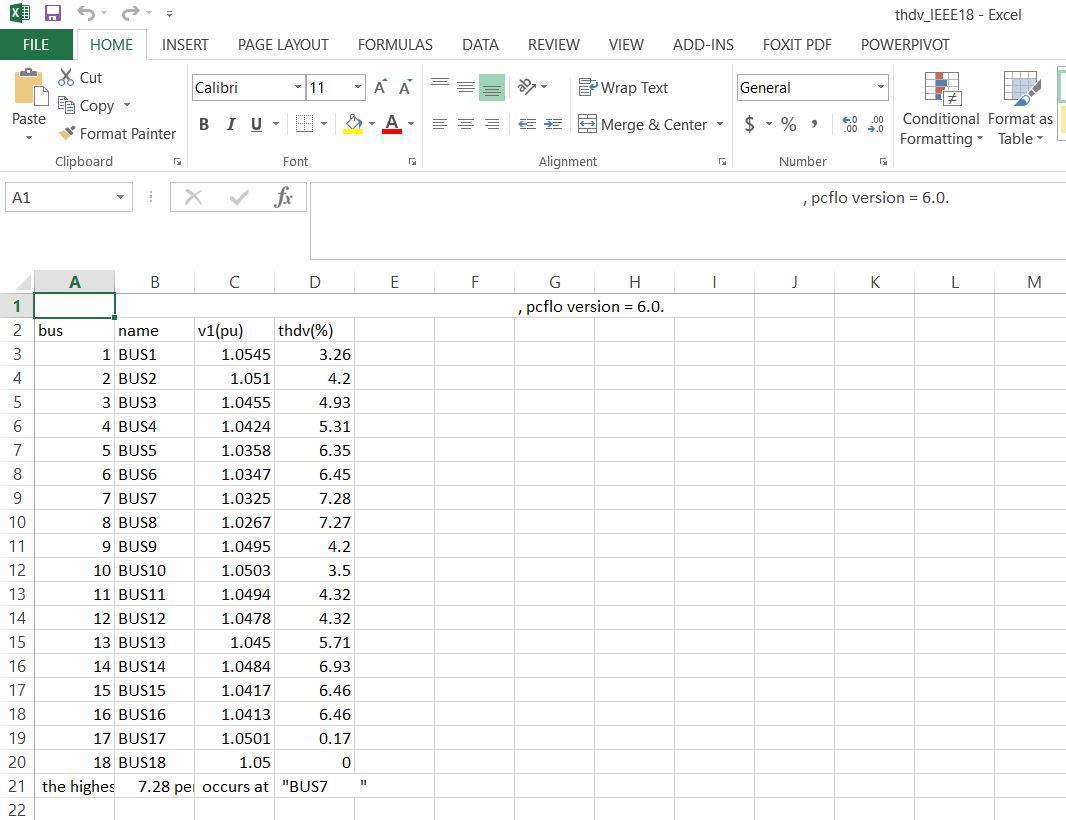 thdv_IEEE18 - Excel
FILE HOME INSERT PAGE LAYOUT FORMULAS DATA REVIEW VIEW ADD-INS FOXIT PDF POWERPIVOT
Paste
Cut
Copy
Format Painter
Clipboard
Calibri 11 A A
B I U A
Font
Wrap Text
Merge & Center
Alignment
General
$ % , .0 .00 .00 .0
Number
Conditional Formatting
Format as Table
A1 fx , pcflo version = 6.0.
A B C D E F G H I J K L M
1 , pcflo version = 6.0.
2 bus name v1(pu) thdv(%)
3 1 BUS1 1.0545 3.26
4 2 BUS2 1.051 4.2
5 3 BUS3 1.0455 4.93
6 4 BUS4 1.0424 5.31
7 5 BUS5 1.0358 6.35
8 6 BUS6 1.0347 6.45
9 7 BUS7 1.0325 7.28
10 8 BUS8 1.0267 7.27
11 9 BUS9 1.0495 4.2
12 10 BUS10 1.0503 3.5
13 11 BUS11 1.0494 4.32
14 12 BUS12 1.0478 4.32
15 13 BUS13 1.045 5.71
16 14 BUS14 1.0484 6.93
17 15 BUS15 1.0417 6.46
18 16 BUS16 1.0413 6.46
19 17 BUS17 1.0501 0.17
20 18 BUS18 1.05 0
21 the highes 7.28 per occurs at "BUS7 "
22